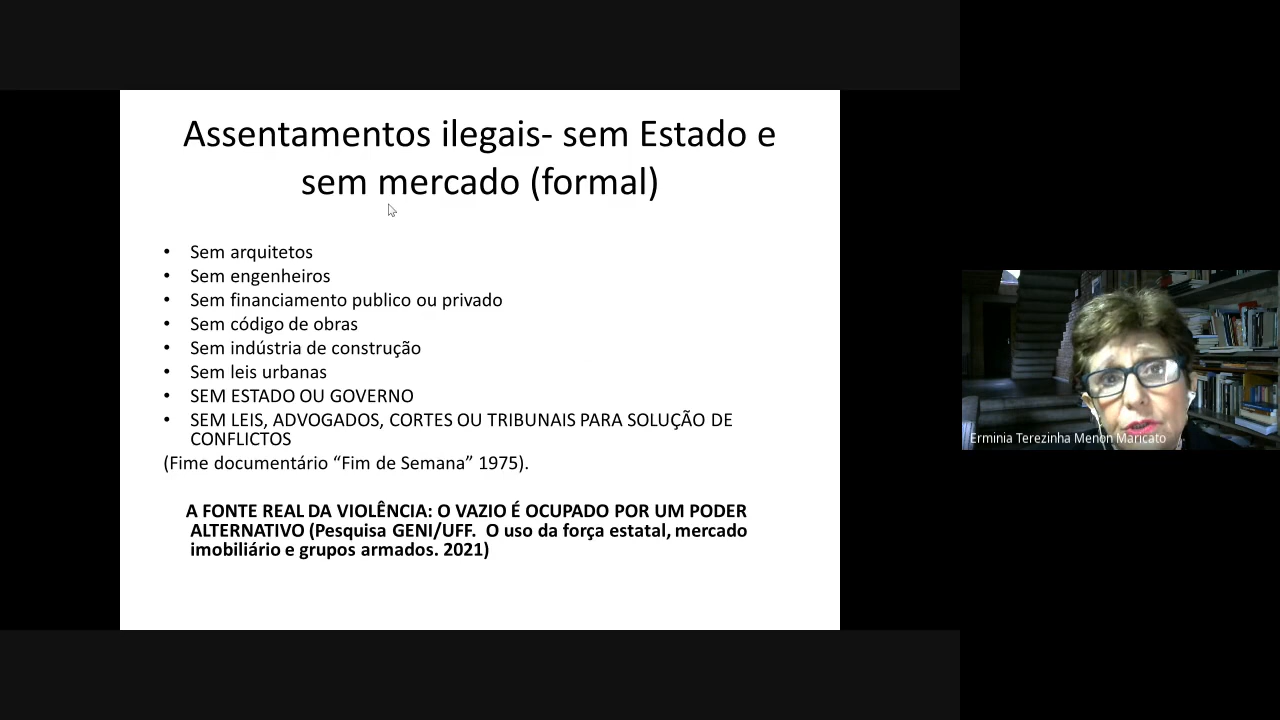 Assentamentos ilegais- sem Estado e
sem mercado (formal)
• Sem arquitetos
• Sem engenheiros
• Sem financiamento publico ou privado
• Sem código de obras
• Sem indústria de construção
• Sem leis urbanas
• SEM ESTADO OU GOVERNO
• SEM LEIS, ADVOGADOS, CORTES OU TRIBUNAIS PARA SOLUÇÃO DE
CONFLICTOS
(Fime documentário “Fim de Semana” 1975).
A FONTE REAL DA VIOLÊNCIA: O VAZIO É OCUPADO POR UM PODER
ALTERNATIVO (Pesquisa GENI/UFF. O uso da força estatal, mercado
imobiliário e grupos armados. 2021)
Erminia Terezinha Menon Maricato